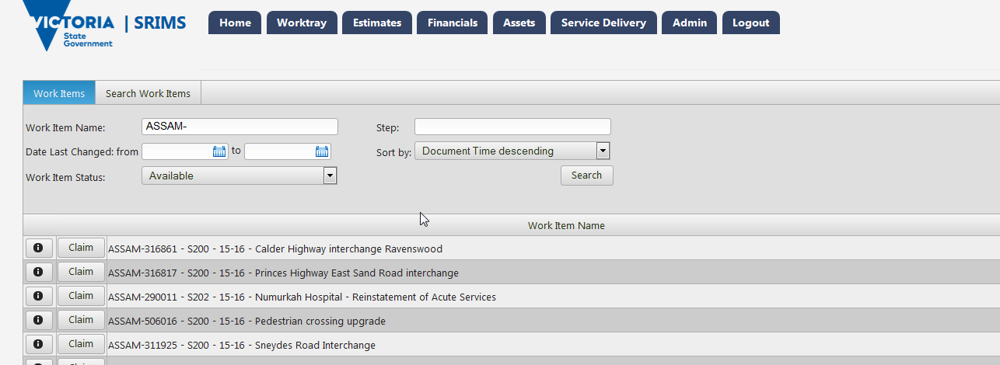 VICTORIA
State
Government
| SRIMS
Home Worktray Estimates Financials Assets Service Delivery Admin Logout
Work Items Search Work Items
Work Item Name: ASSAM- Step:
Date Last Changed: from to Sort by: Document Time descending
Work Item Status: Available Search
Work Item Name
Claim ASSAM-316861 - S200 - 15-16 - Calder Highway interchange Ravenswood
Claim ASSAM-316817 - S200 - 15-16 - Princes Highway East Sand Road interchange
Claim ASSAM-290011 - S202 - 15-16 - Numurkah Hospital - Reinstatement of Acute Services
Claim ASSAM-506016 - S200 - 15-16 - Pedestrian crossing upgrade
Claim ASSAM-311925 - S200 - 15-16 - Sneydes Road Interchange